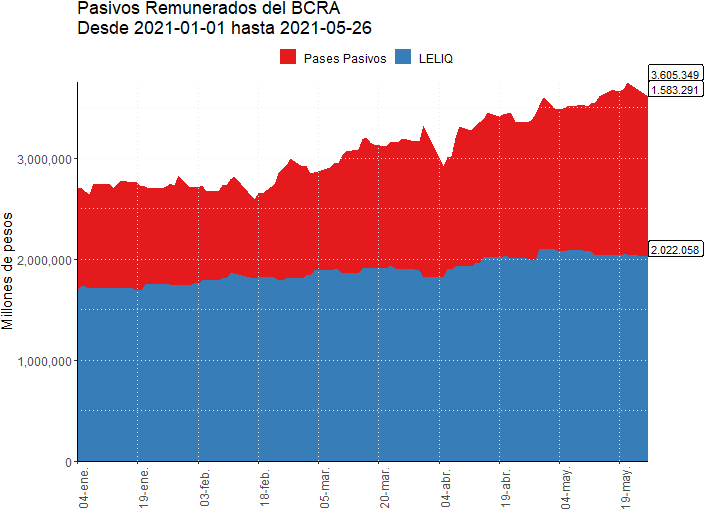 Pasivos Remunerados del BCRA
Desde 2021-01-01 hasta 2021-05-26
Pases Pasivos LELIQ
3.605.349
1.583.291
3,000,000
2.022.058
2,000,000
Millones de pesos
1,000,000
0
04-ene. 19-ene. 03-feb. 18-feb. 05-mar. 20-mar. 04-abr. 19-abr. 04-may. 19-may.